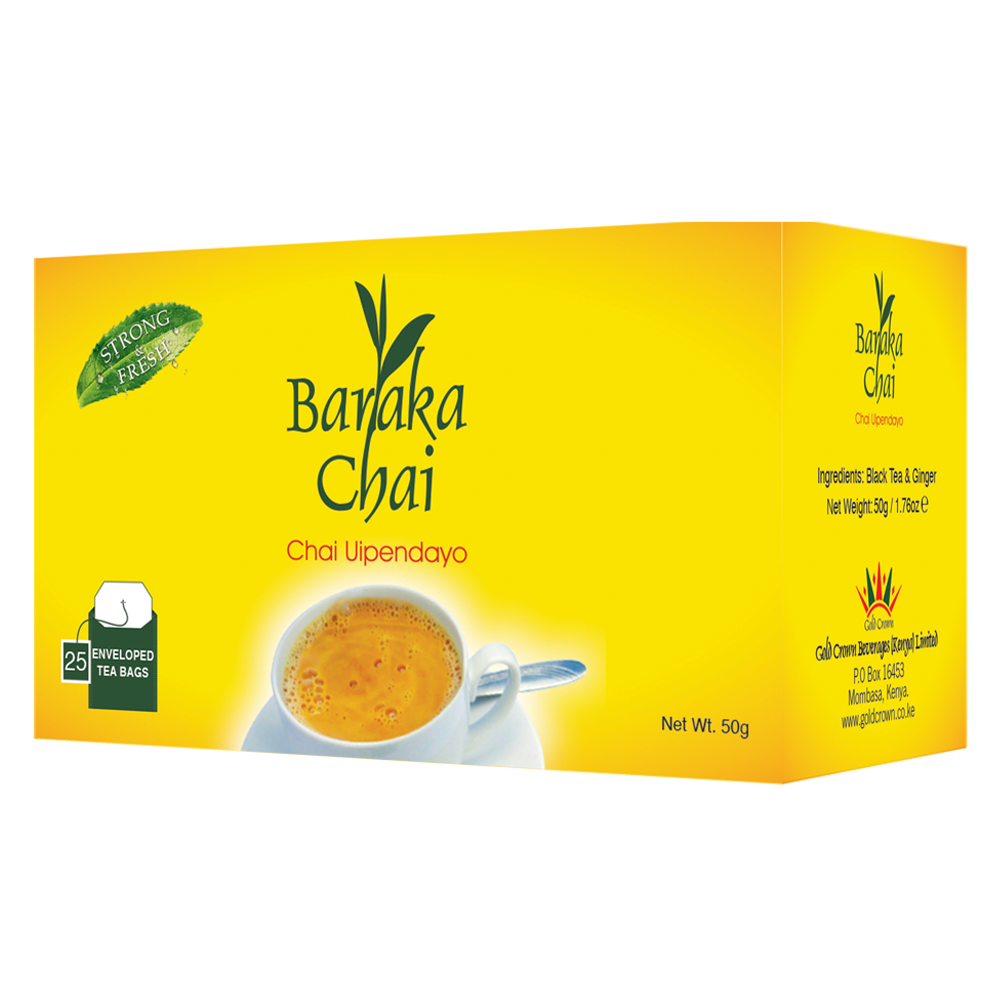 STRONG
&
FRESH
Baraka
Chai
Chai Uipendayo
25
ENVELOPED
TEA BAGS
Net Wt. 50g
Baraka
Chai
Chai Uipendayo
Ingredients: Black Tea & Ginger
Net Weight: 50g / 1.76oz ℮
Gold Crown
Gold Crown Beverages (Kenya) Limited
P.O Box 16453
Mombasa, Kenya.
www.goldcrown.co.ke